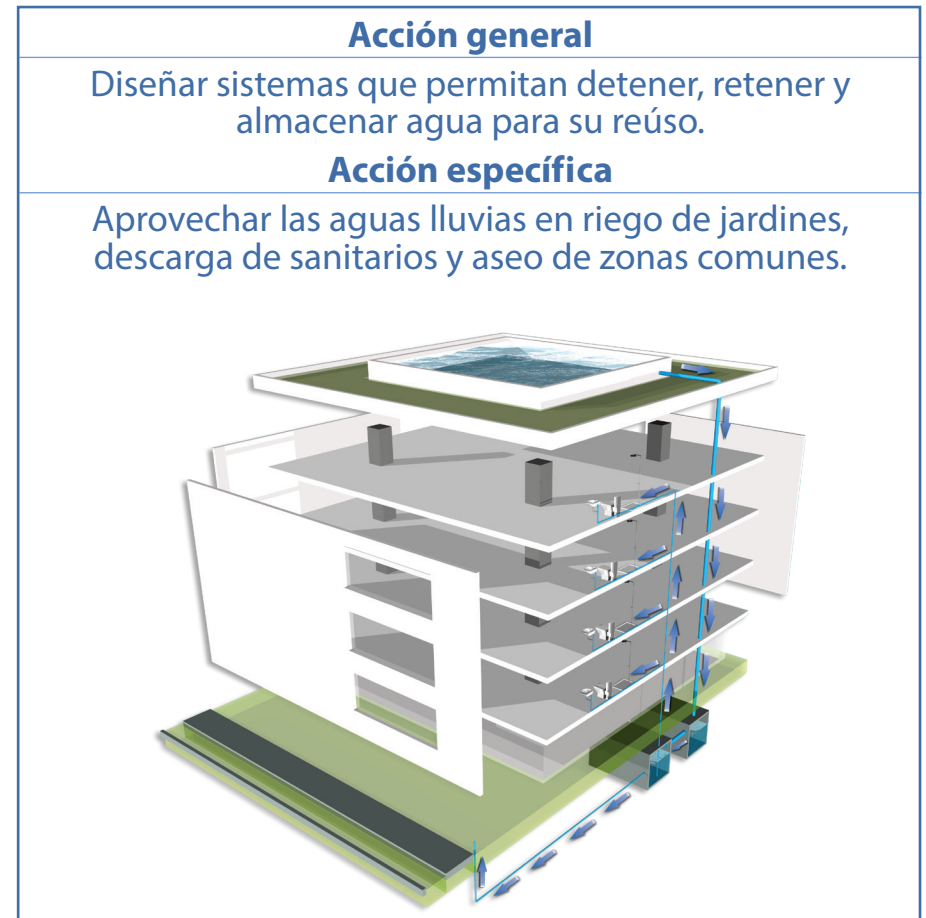 Acción general
Diseñar sistemas que permitan detener, retener y
almacenar agua para su reúso.
Acción específica
Aprovechar las aguas lluvias en riego de jardines,
descarga de sanitarios y aseo de zonas comunes.